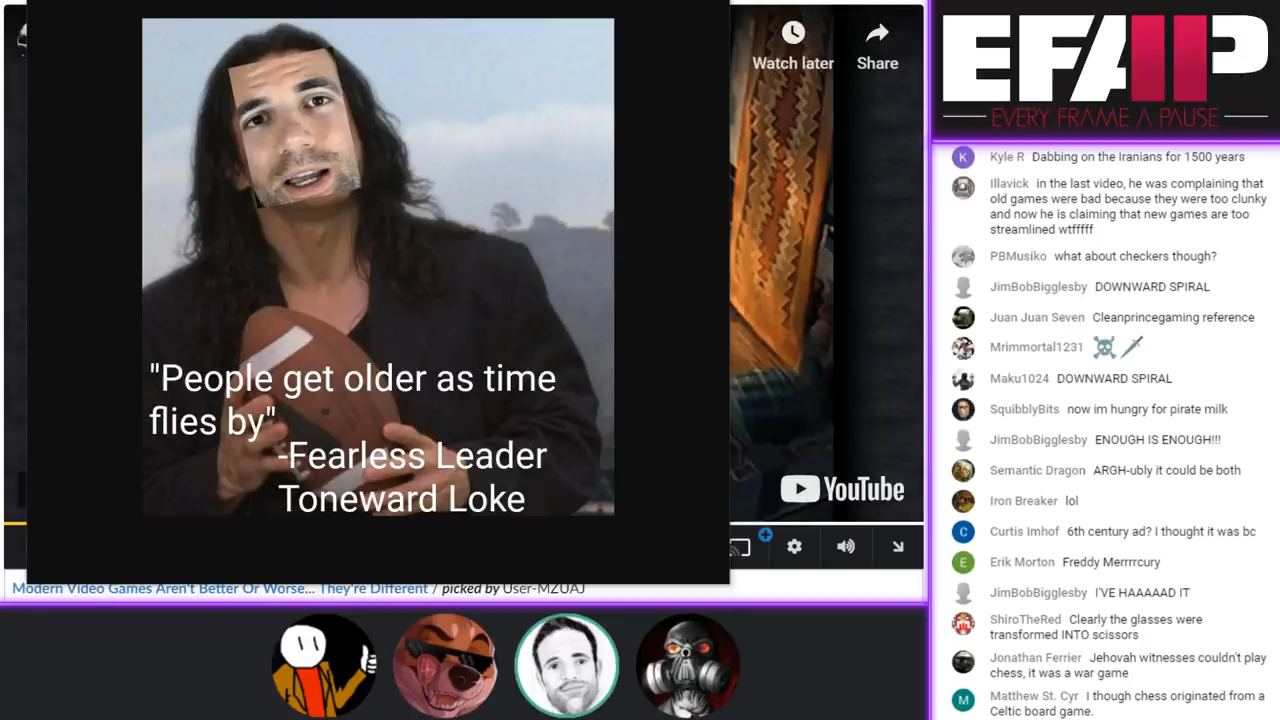 Watch later
Share
"People get older as time
flies by"
-Fearless Leader
Toneward Loke
YouTube
Modern Video Games Aren't Better Or Worse... They're Different / picked by User-MZUAJ
EFAP
EVERY FRAME A PAUSE
K Kyle R Dabbing on the Iranians for 1500 years
Illavick in the last video, he was complaining that
old games were bad because they were too clunky
and now he is claiming that new games are too
streamlined wtfffff
PBMusiko what about checkers though?
JimBobBigglesby DOWNWARD SPIRAL
Juan Juan Seven Cleanprincegaming reference
Mrimmortal1231 ☠️🗡️
Maku1024 DOWNWARD SPIRAL
SquibblyBits now im hungry for pirate milk
JimBobBigglesby ENOUGH IS ENOUGH!!!
Semantic Dragon ARGH-ubly it could be both
Iron Breaker lol
C Curtis Imhof 6th century ad? I thought it was bc
E Erik Morton Freddy Merrrrcury
JimBobBigglesby I'VE HAAAAAD IT
ShiroTheRed Clearly the glasses were
transformed INTO scissors
Jonathan Ferrier Jehovah witnesses couldn't play
chess, it was a war game
M Matthew St. Cyr I though chess originated from a
Celtic board game.